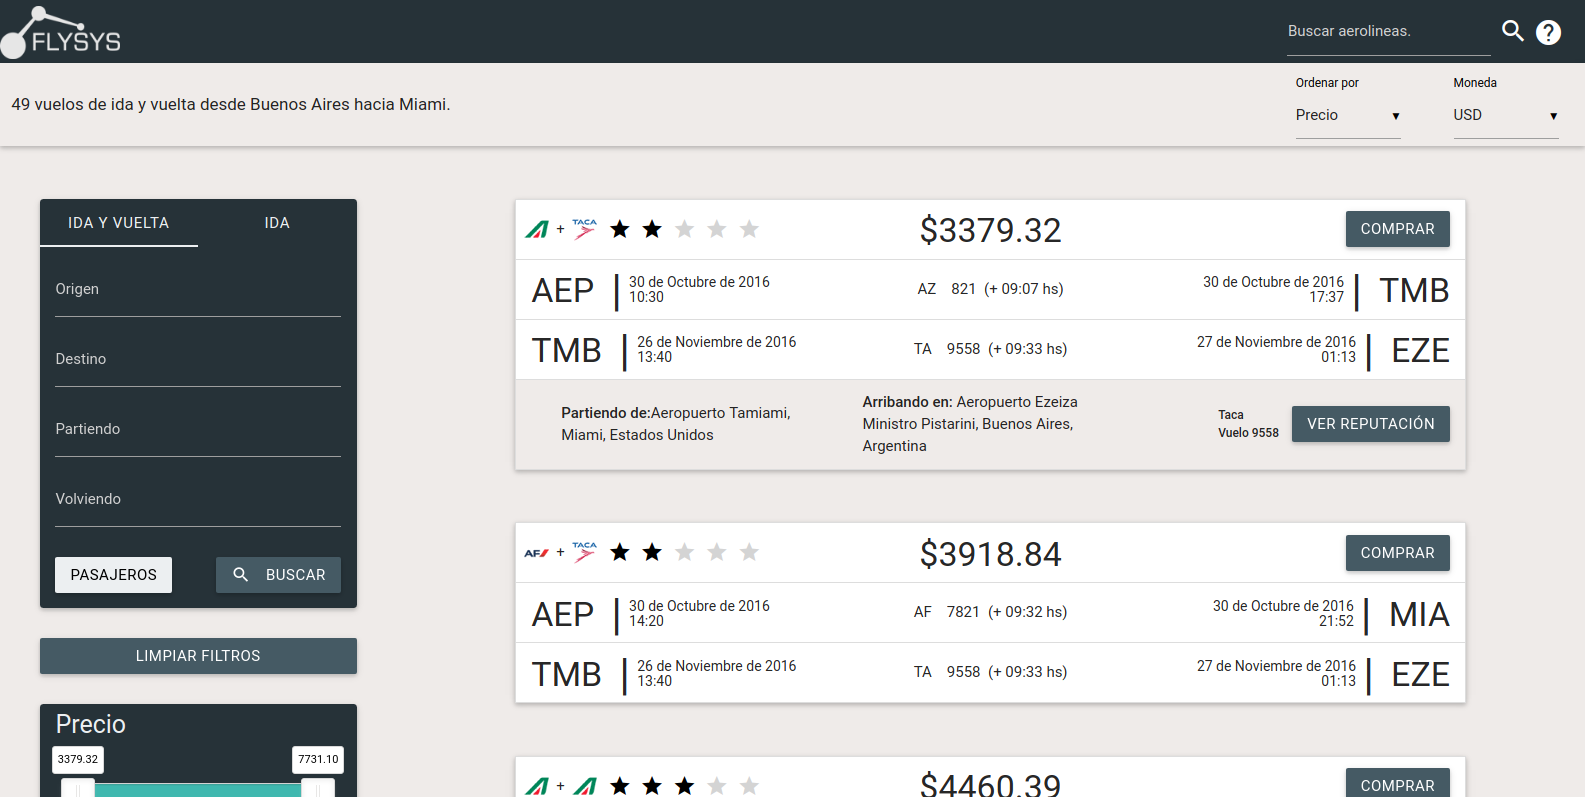 FLYSYS
Buscar aerolineas.
?
49 vuelos de ida y vuelta desde Buenos Aires hacia Miami.
Ordenar por
Precio
Moneda
USD
IDA Y VUELTA
IDA
Origen
Destino
Partiendo
Volviendo
PASAJEROS
BUSCAR
LIMPIAR FILTROS
Precio
3379.32
7731.10
+ TACA
$3379.32
COMPRAR
AEP
30 de Octubre de 2016
10:30
AZ 821 (+ 09:07 hs)
30 de Octubre de 2016
17:37
TMB
TMB
26 de Noviembre de 2016
13:40
TA 9558 (+ 09:33 hs)
27 de Noviembre de 2016
01:13
EZE
Partiendo de:Aeropuerto Tamiami,
Miami, Estados Unidos
Arribando en: Aeropuerto Ezeiza
Ministro Pistarini, Buenos Aires,
Argentina
Taca
Vuelo 9558
VER REPUTACIÓN
AF + TACA
$3918.84
COMPRAR
AEP
30 de Octubre de 2016
14:20
AF 7821 (+ 09:32 hs)
30 de Octubre de 2016
21:52
MIA
TMB
26 de Noviembre de 2016
13:40
TA 9558 (+ 09:33 hs)
27 de Noviembre de 2016
01:13
EZE
+
$4460.39
COMPRAR